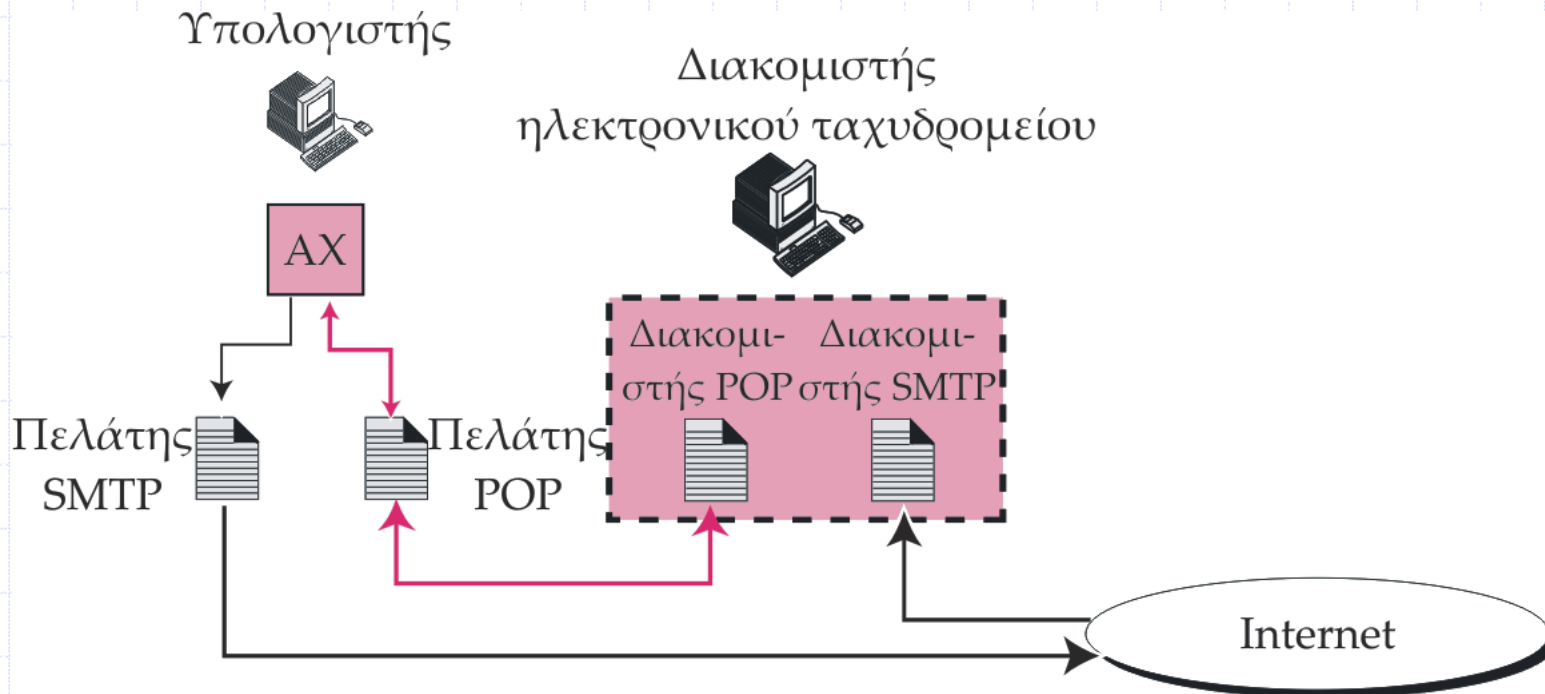 Υπολογιστής
Διακομιστής
ηλεκτρονικού ταχυδρομείου
ΑΧ
Διακομι-
στής POP
Διακομι-
στής SMTP
Πελάτης
SMTP
Πελάτης
POP
Internet